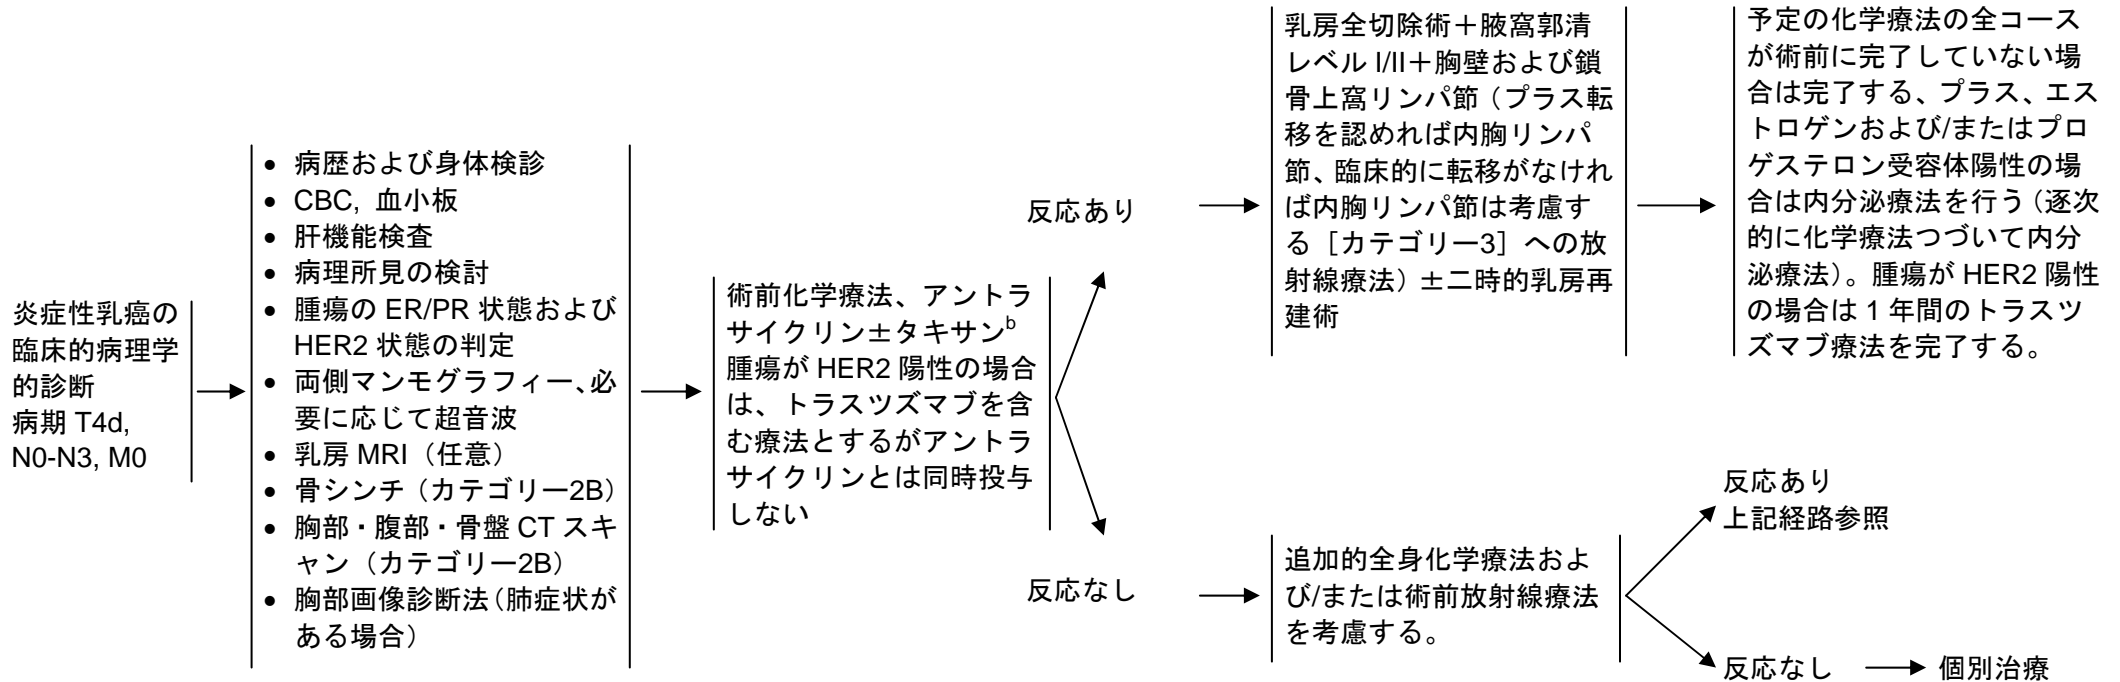 炎症性乳癌の
臨床的病理学
的診断
病期 T4d,
N0-N3, M0
• 病歴および身体検診
• CBC, 血小板
• 肝機能検査
• 病理所見の検討
• 腫瘍の ER/PR 状態および
HER2 状態の判定
• 両側マンモグラフィー、必
要に応じて超音波
• 乳房 MRI（任意）
• 骨シンチ（カテゴリー2B）
• 胸部・腹部・骨盤 CT スキ
ャン（カテゴリー2B）
• 胸部画像診断法（肺症状が
ある場合）
術前化学療法、アントラ
サイクリン±タキサンb
腫瘍が HER2 陽性の場合
は、トラスツズマブを含
む療法とするがアントラ
サイクリンとは同時投与
しない
反応あり
乳房全切除術＋腋窩郭清
レベル I/II＋胸壁および鎖
骨上窩リンパ節（プラス転
移を認めれば内胸リンパ
節、臨床的に転移がなけれ
ば内胸リンパ節は考慮す
る［カテゴリー3］への放
射線療法）±二時的乳房再
建術
予定の化学療法の全コース
が術前に完了していない場
合は完了する、プラス、エス
トロゲンおよび/またはプロ
ゲステロン受容体陽性の場
合は内分泌療法を行う（逐次
的に化学療法つづいて内分
泌療法）。腫瘍が HER2 陽性
の場合は 1 年間のトラスツ
ズマブ療法を完了する。
反応なし
追加的全身化学療法およ
び/または術前放射線療法
を考慮する。
反応あり
上記経路参照
反応なし
個別治療